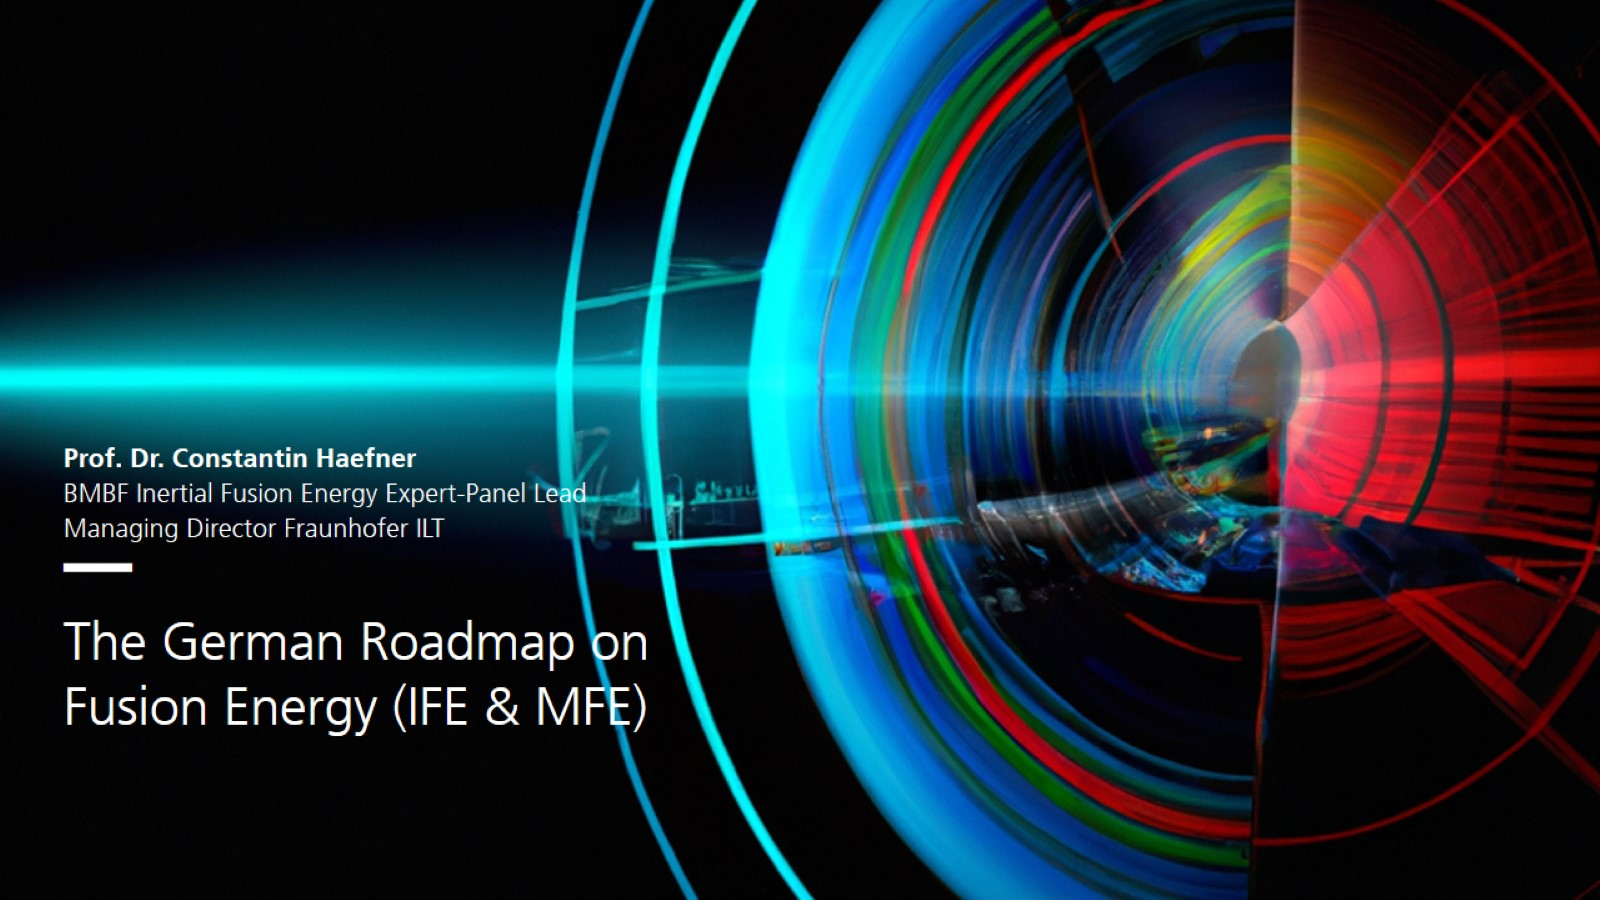 Prof. Dr. Constantin Haefner
BMBF Inertial Fusion Energy Expert-Panel Lead
Managing Director Fraunhofer ILT
The German Roadmap on
Fusion Energy (IFE & MFE)